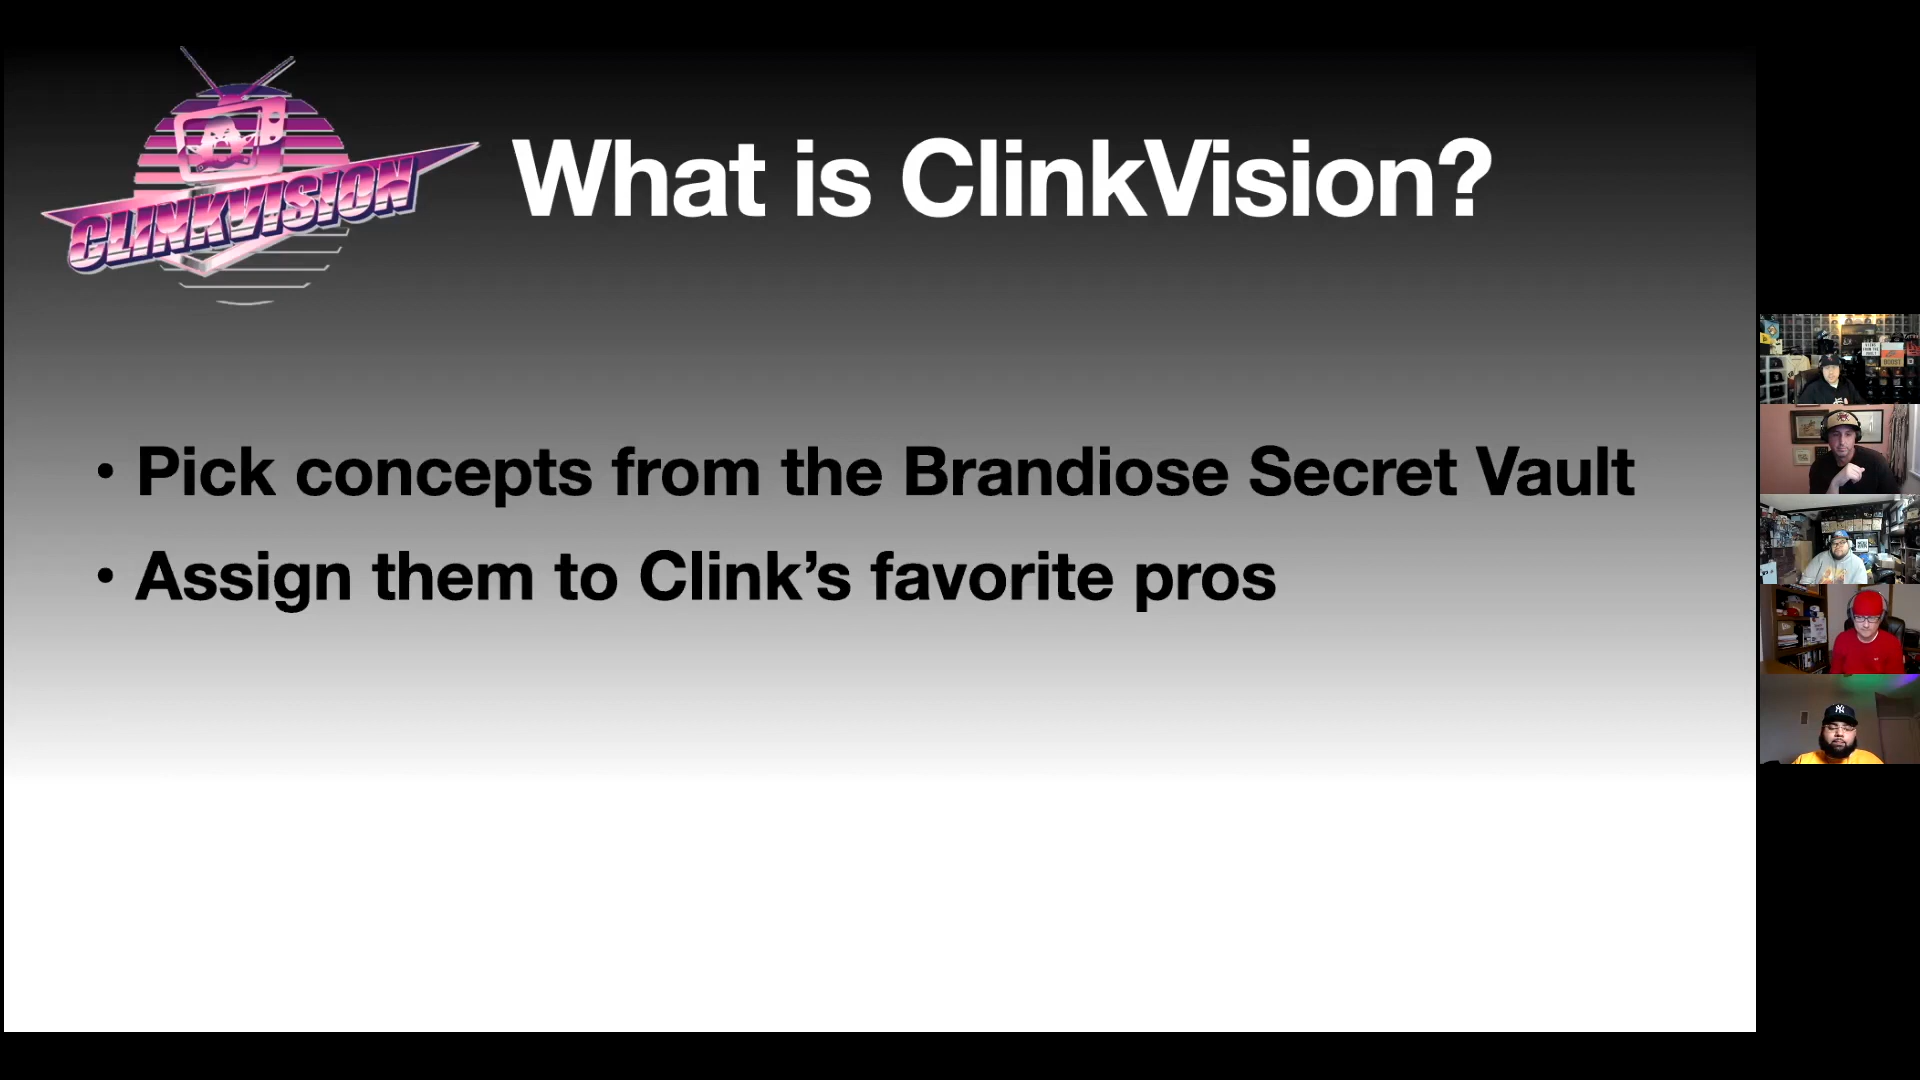 CLINKVISION
What is ClinkVision?
• Pick concepts from the Brandiose Secret Vault
• Assign them to Clink’s favorite pros